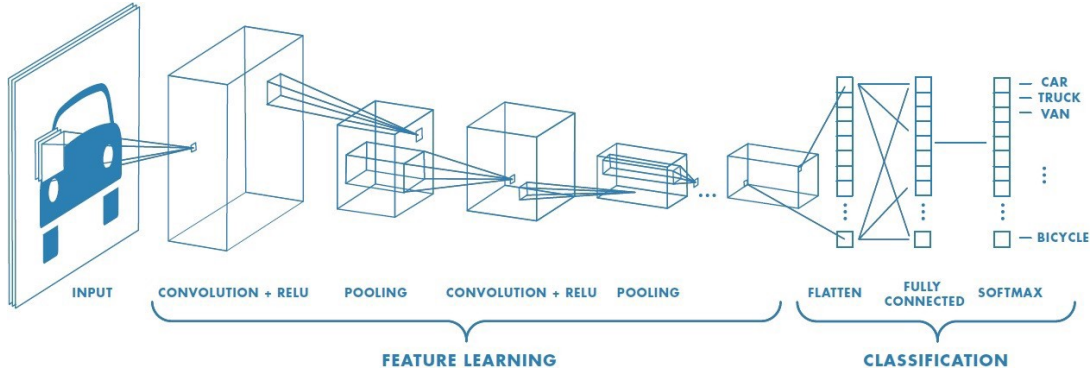 CAR
TRUCK
VAN
BICYCLE
INPUT
CONVOLUTION + RELU
POOLING
CONVOLUTION + RELU
POOLING
FLATTEN
FULLY
CONNECTED
SOFTMAX
FEATURE LEARNING
CLASSIFICATION